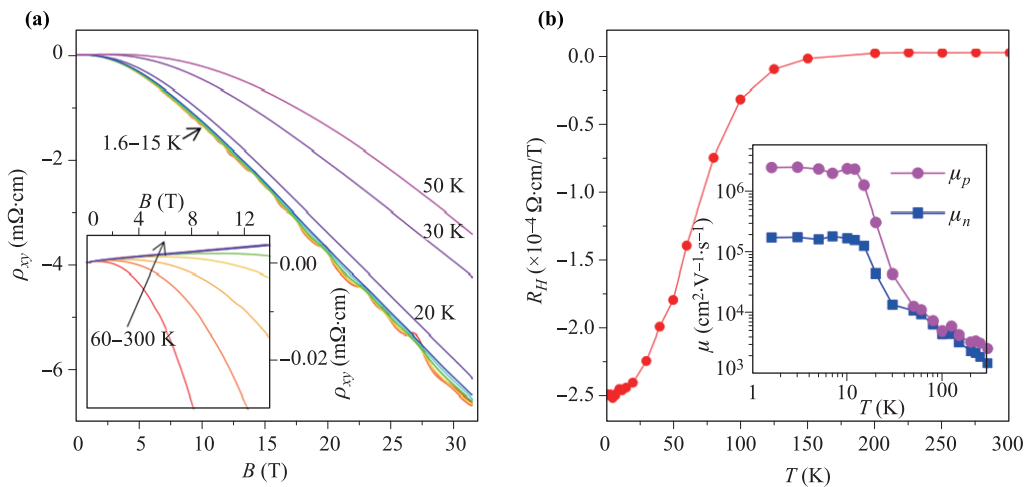 (a)
0
−2
−4
−6
ρxy (mΩ·cm)
1.6–15 K
50 K
30 K
20 K
B (T)
0 4 8 12
60–300 K
0.00
−0.02
ρxy (mΩ·cm)
0 5 10 15 20 25 30
B (T)
(b)
0.0
−0.5
−1.0
−1.5
−2.0
−2.5
RH (×10⁻⁴ Ω·cm/T)
μp
μn
10⁶
10⁵
10⁴
10³
μ (cm²·V⁻¹·s⁻¹)
1 10 100
T (K)
0 50 100 150 200 250 300
T (K)